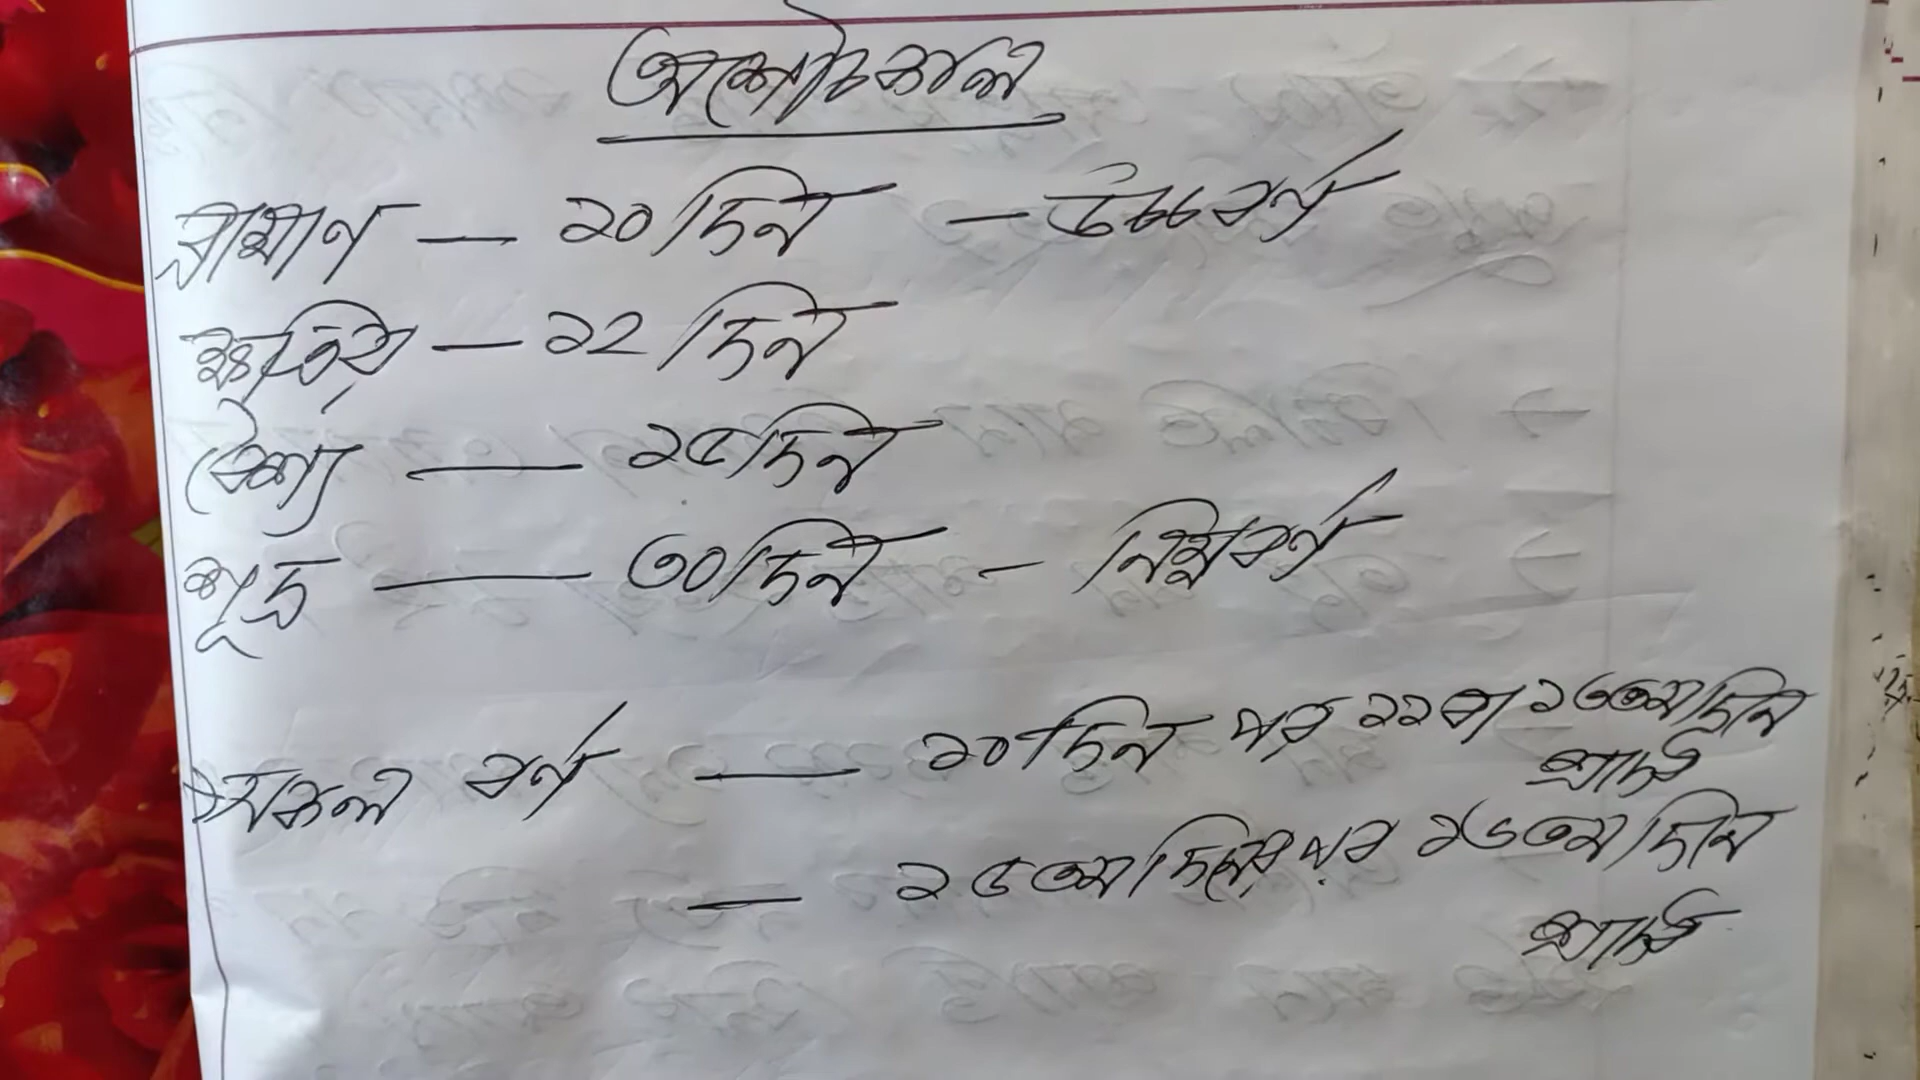 অশৌচকাল
ব্রাহ্মণ — ১০ দিন — উচ্চবর্ণ
ক্ষত্রিয় — ১২ দিন
বৈশ্য — ১৫ দিন
শূদ্র — ৩০ দিন — নিম্নবর্ণ
সকল বর্ণ — ১০ দিন পর ১১ বা ১৩তম দিন
শ্রাদ্ধ
— ১৫তম দিনের পর ১৬তম দিন
শ্রাদ্ধ